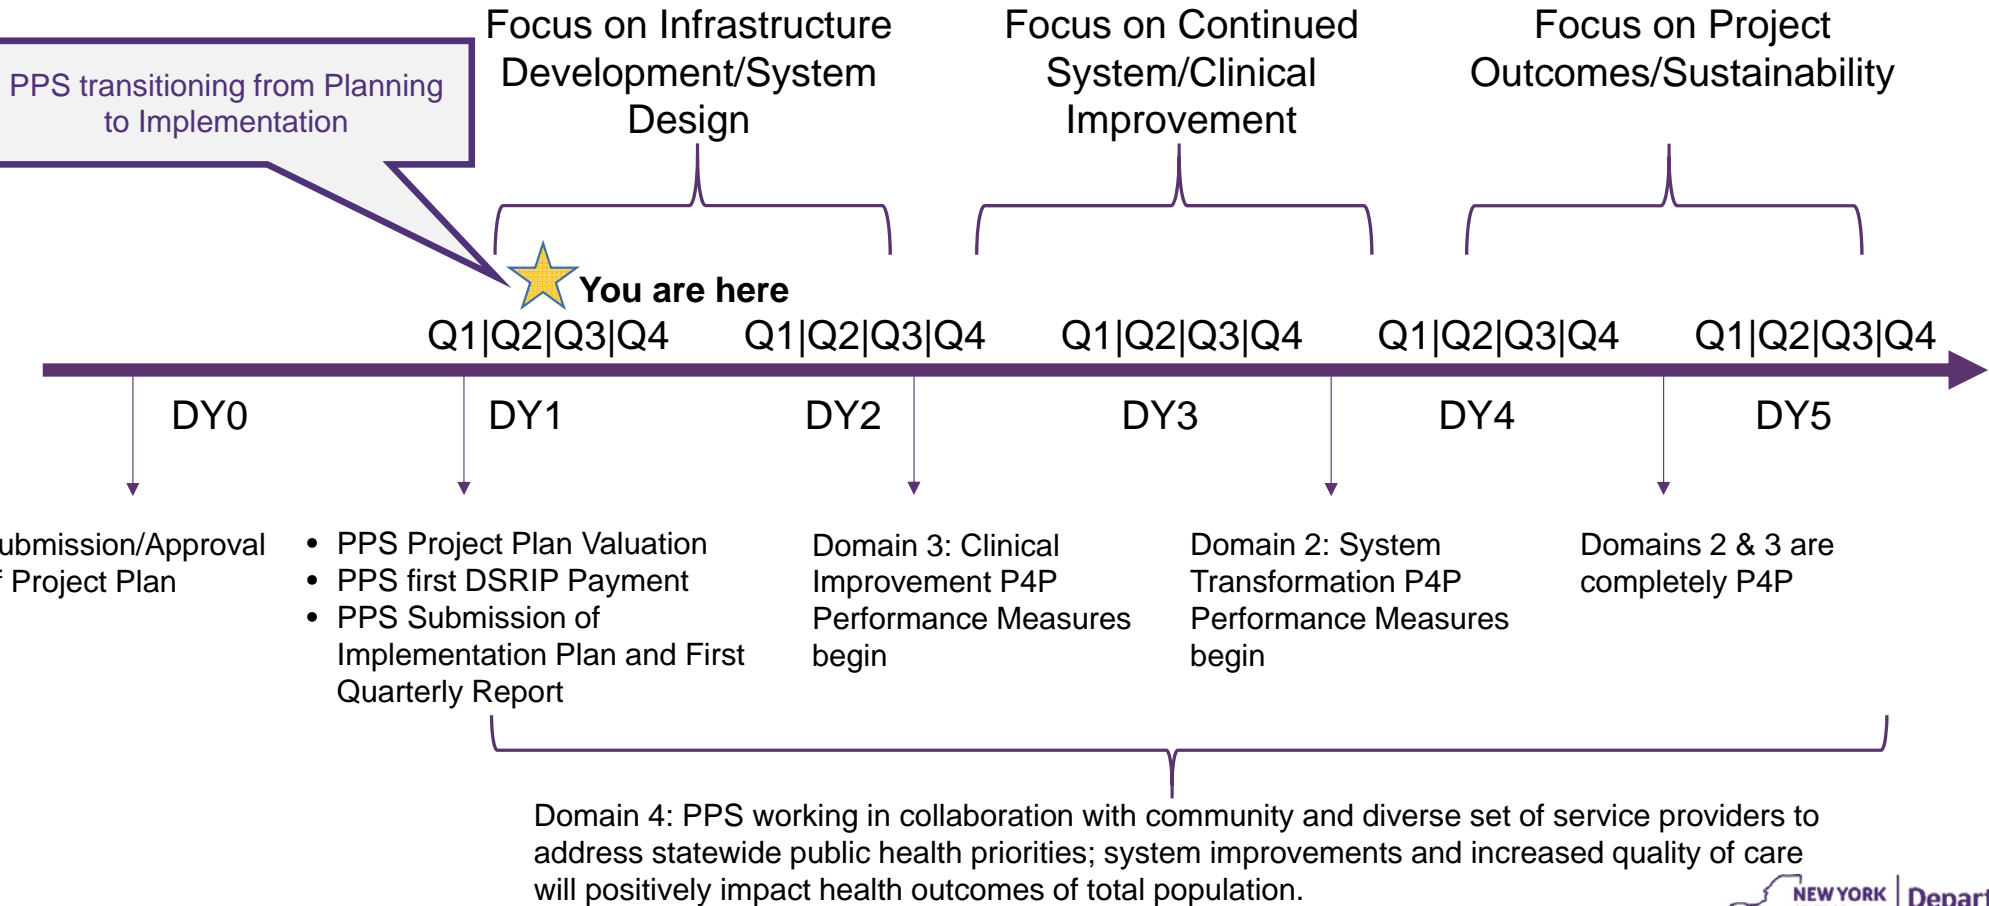 Focus on Infrastructure
Development/System
Design
Focus on Continued
System/Clinical
Improvement
Focus on Project
Outcomes/Sustainability
PPS transitioning from Planning
to Implementation
You are here
Q1|Q2|Q3|Q4
Q1|Q2|Q3|Q4
Q1|Q2|Q3|Q4
Q1|Q2|Q3|Q4
Q1|Q2|Q3|Q4
DY0
DY1
DY2
DY3
DY4
DY5
ubmission/Approval
Project Plan
• PPS Project Plan Valuation
• PPS first DSRIP Payment
• PPS Submission of
Implementation Plan and First
Quarterly Report
Domain 3: Clinical
Improvement P4P
Performance Measures
begin
Domain 2: System
Transformation P4P
Performance Measures
begin
Domains 2 & 3 are
completely P4P
Domain 4: PPS working in collaboration with community and diverse set of service providers to
address statewide public health priorities; system improvements and increased quality of care
will positively impact health outcomes of total population.
NEW YORK
Depart